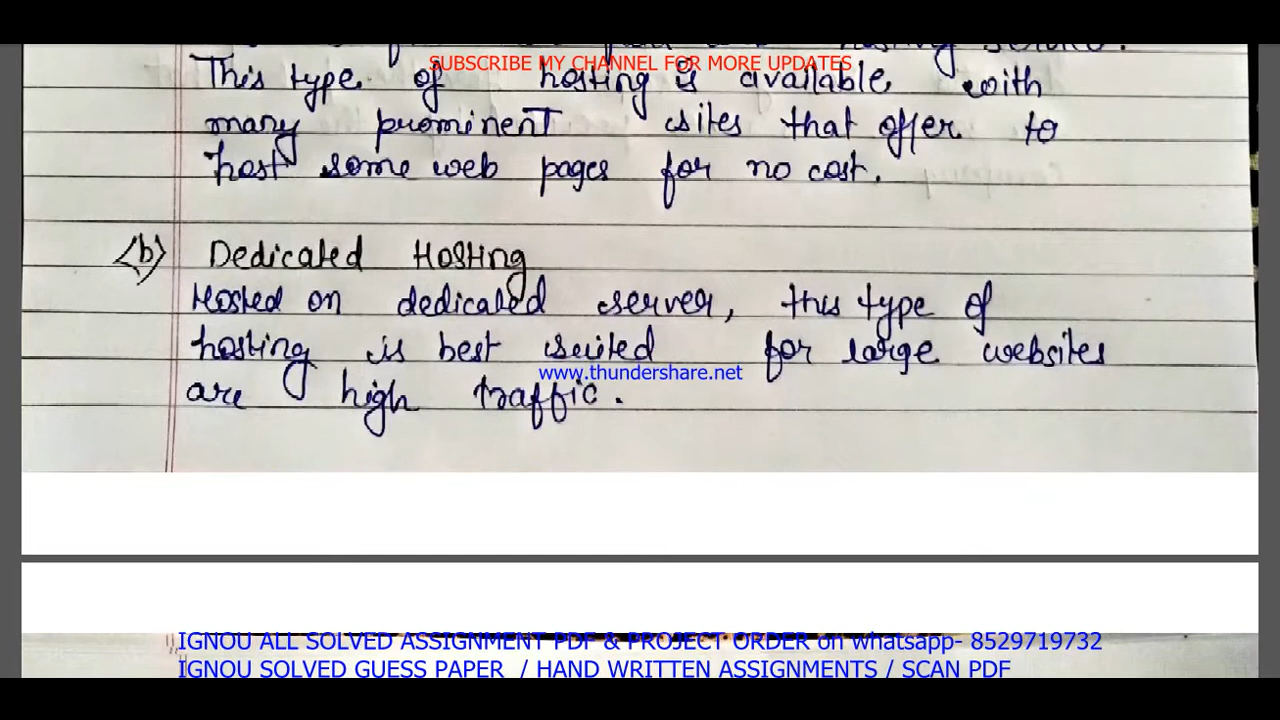 hosting service.
SUBSCRIBE MY CHANNEL FOR MORE UPDATES
This type of hosting is available with
many prominent sites that offer to
host some web pages for no cost.
(b) Dedicated Hosting
Hosted on dedicated server, this type of
hosting is best suited for large websites
www.thundershare.net
are high traffic.
IGNOU ALL SOLVED ASSIGNMENT PDF & PROJECT ORDER on whatsapp- 8529719732
IGNOU SOLVED GUESS PAPER / HAND WRITTEN ASSIGNMENTS / SCAN PDF